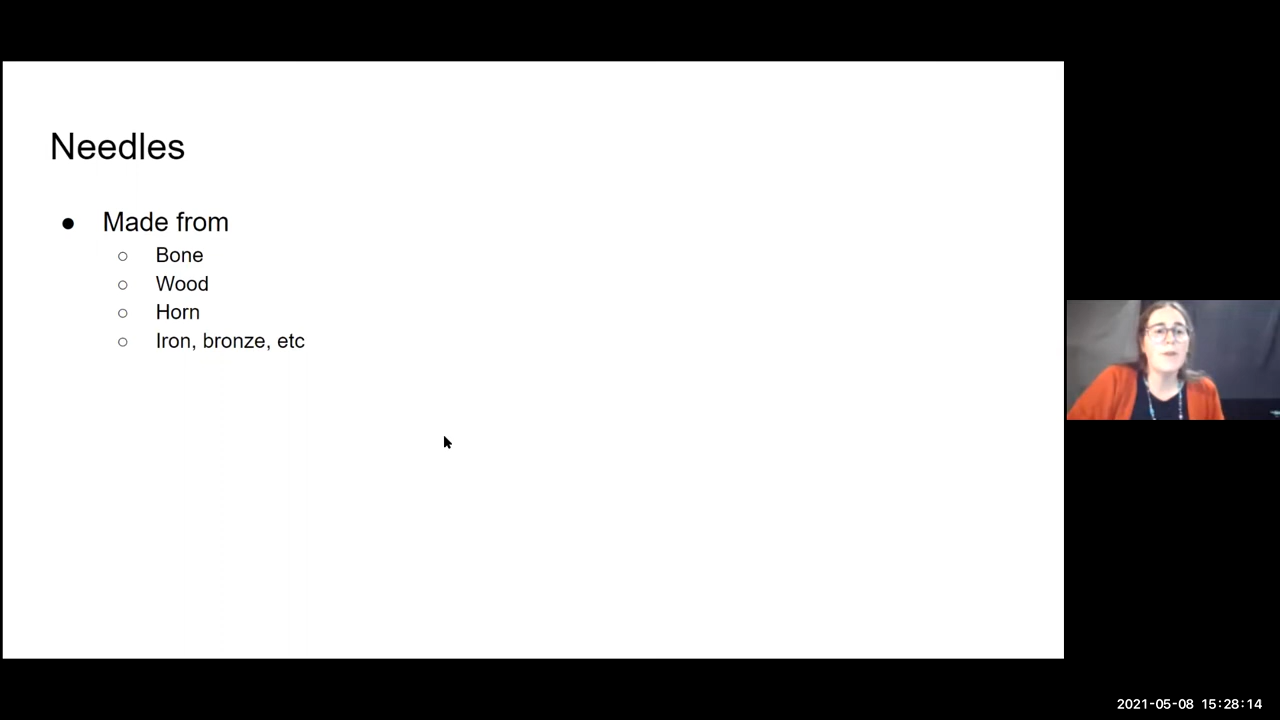 Needles
● Made from
○ Bone
○ Wood
○ Horn
○ Iron, bronze, etc
2021-05-08 15:28:14